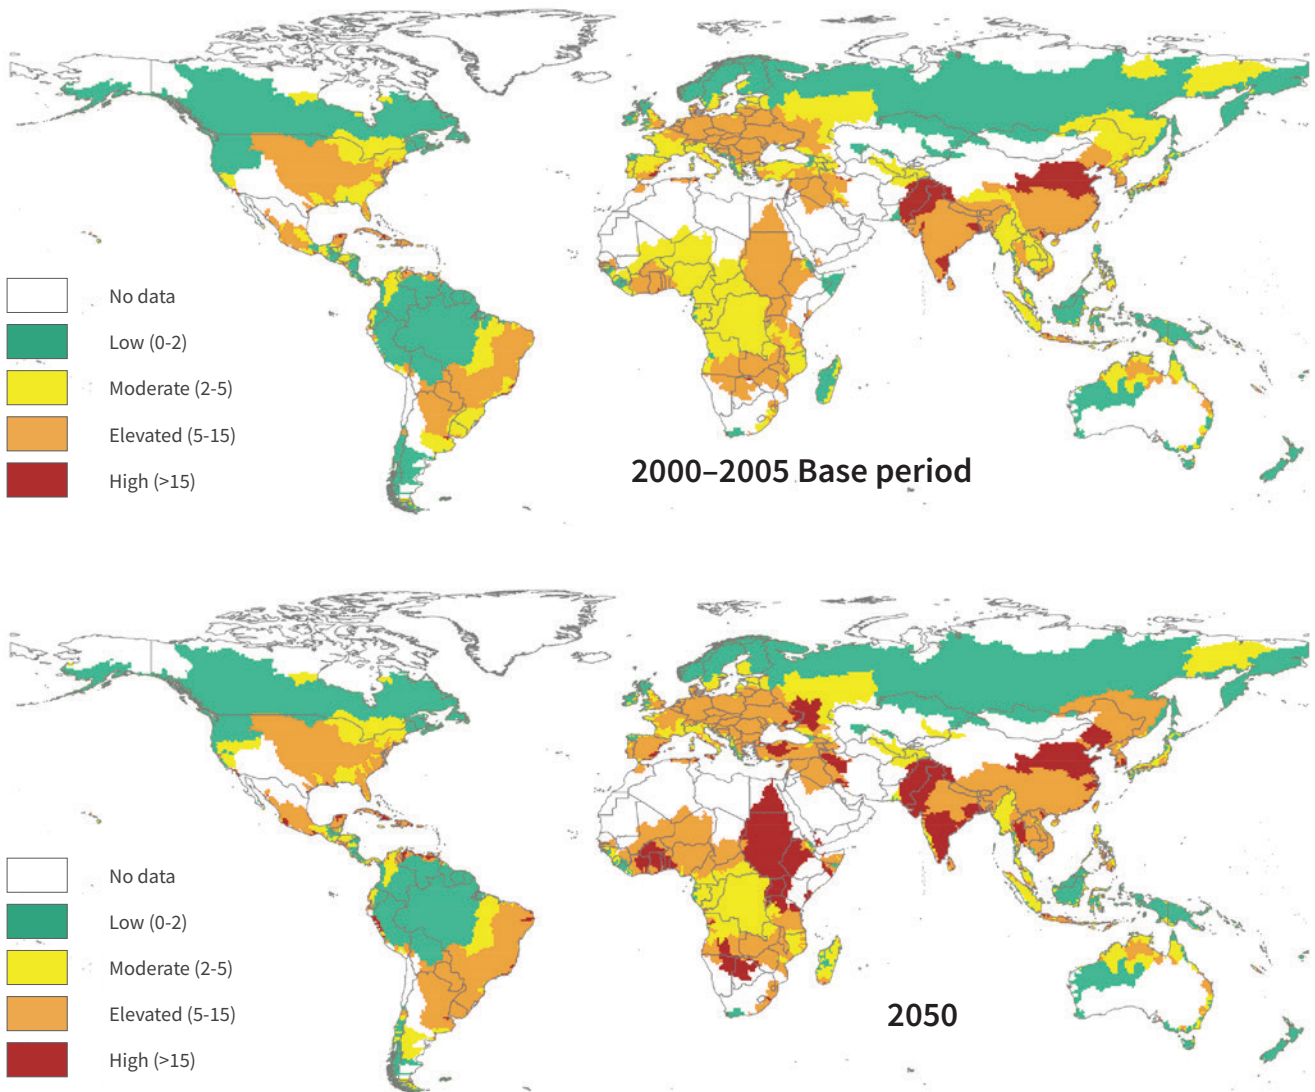 No data
Low (0-2)
Moderate (2-5)
Elevated (5-15)
High (>15)
2000–2005 Base period
No data
Low (0-2)
Moderate (2-5)
Elevated (5-15)
High (>15)
2050